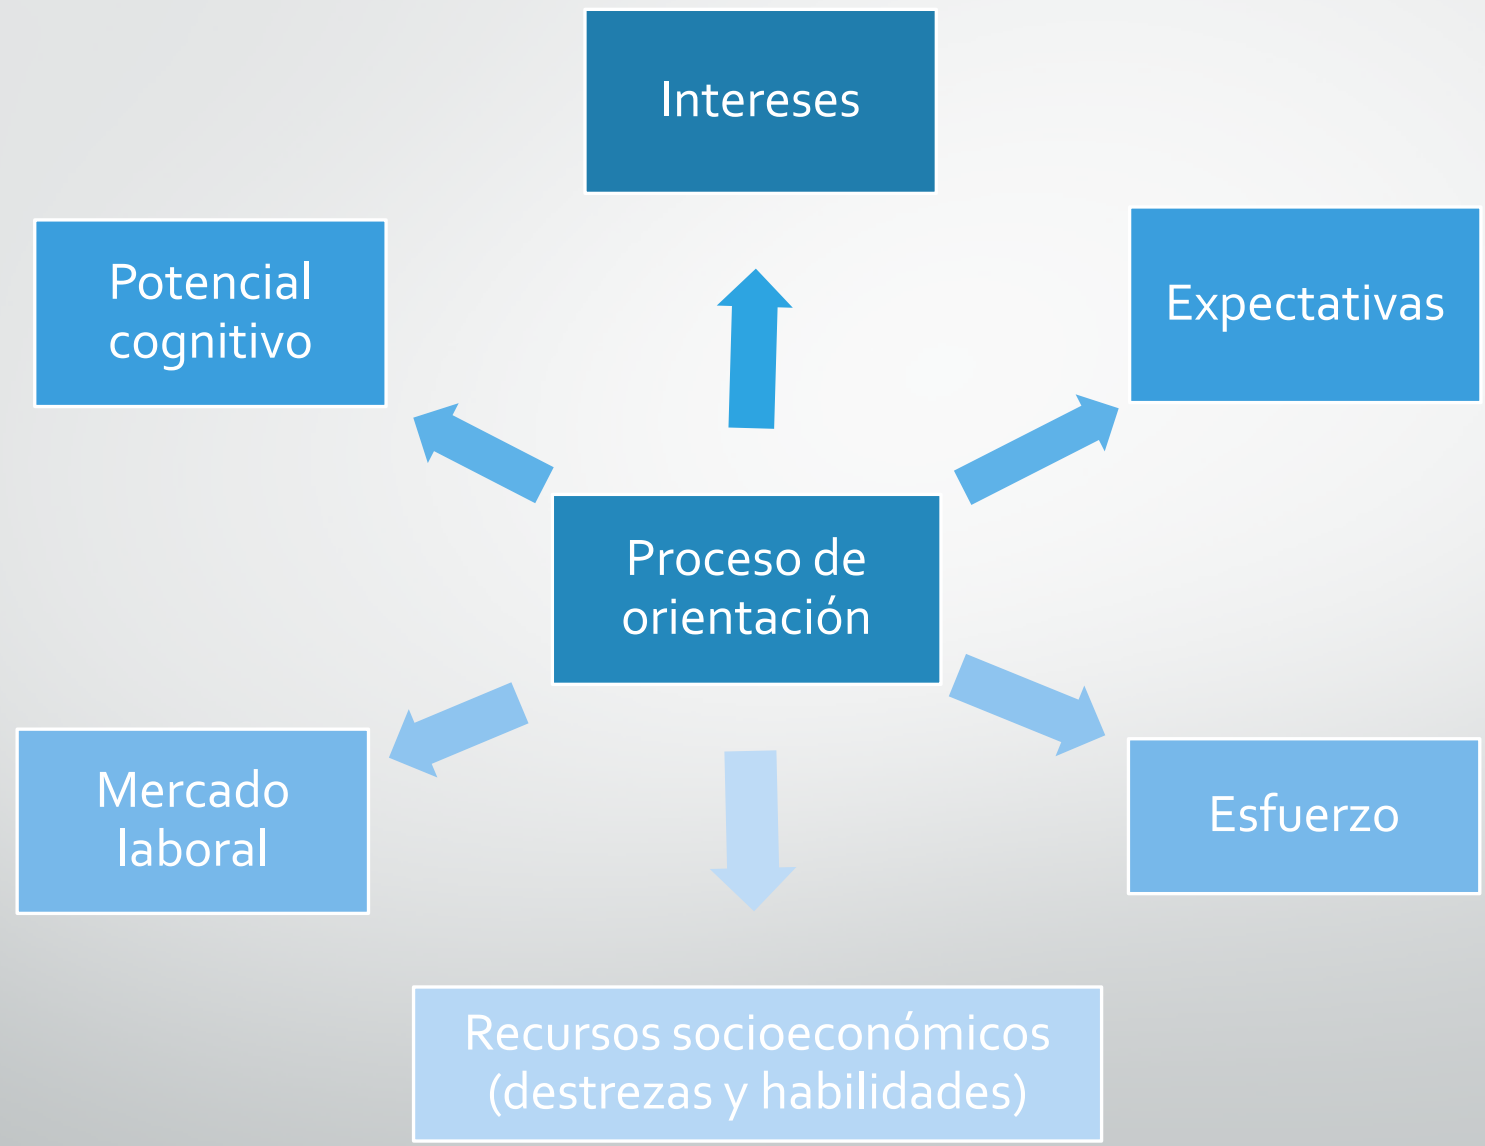 Intereses
Potencial
cognitivo
Expectativas
Proceso de
orientación
Mercado
laboral
Esfuerzo
Recursos socioeconómicos
(destrezas y habilidades)